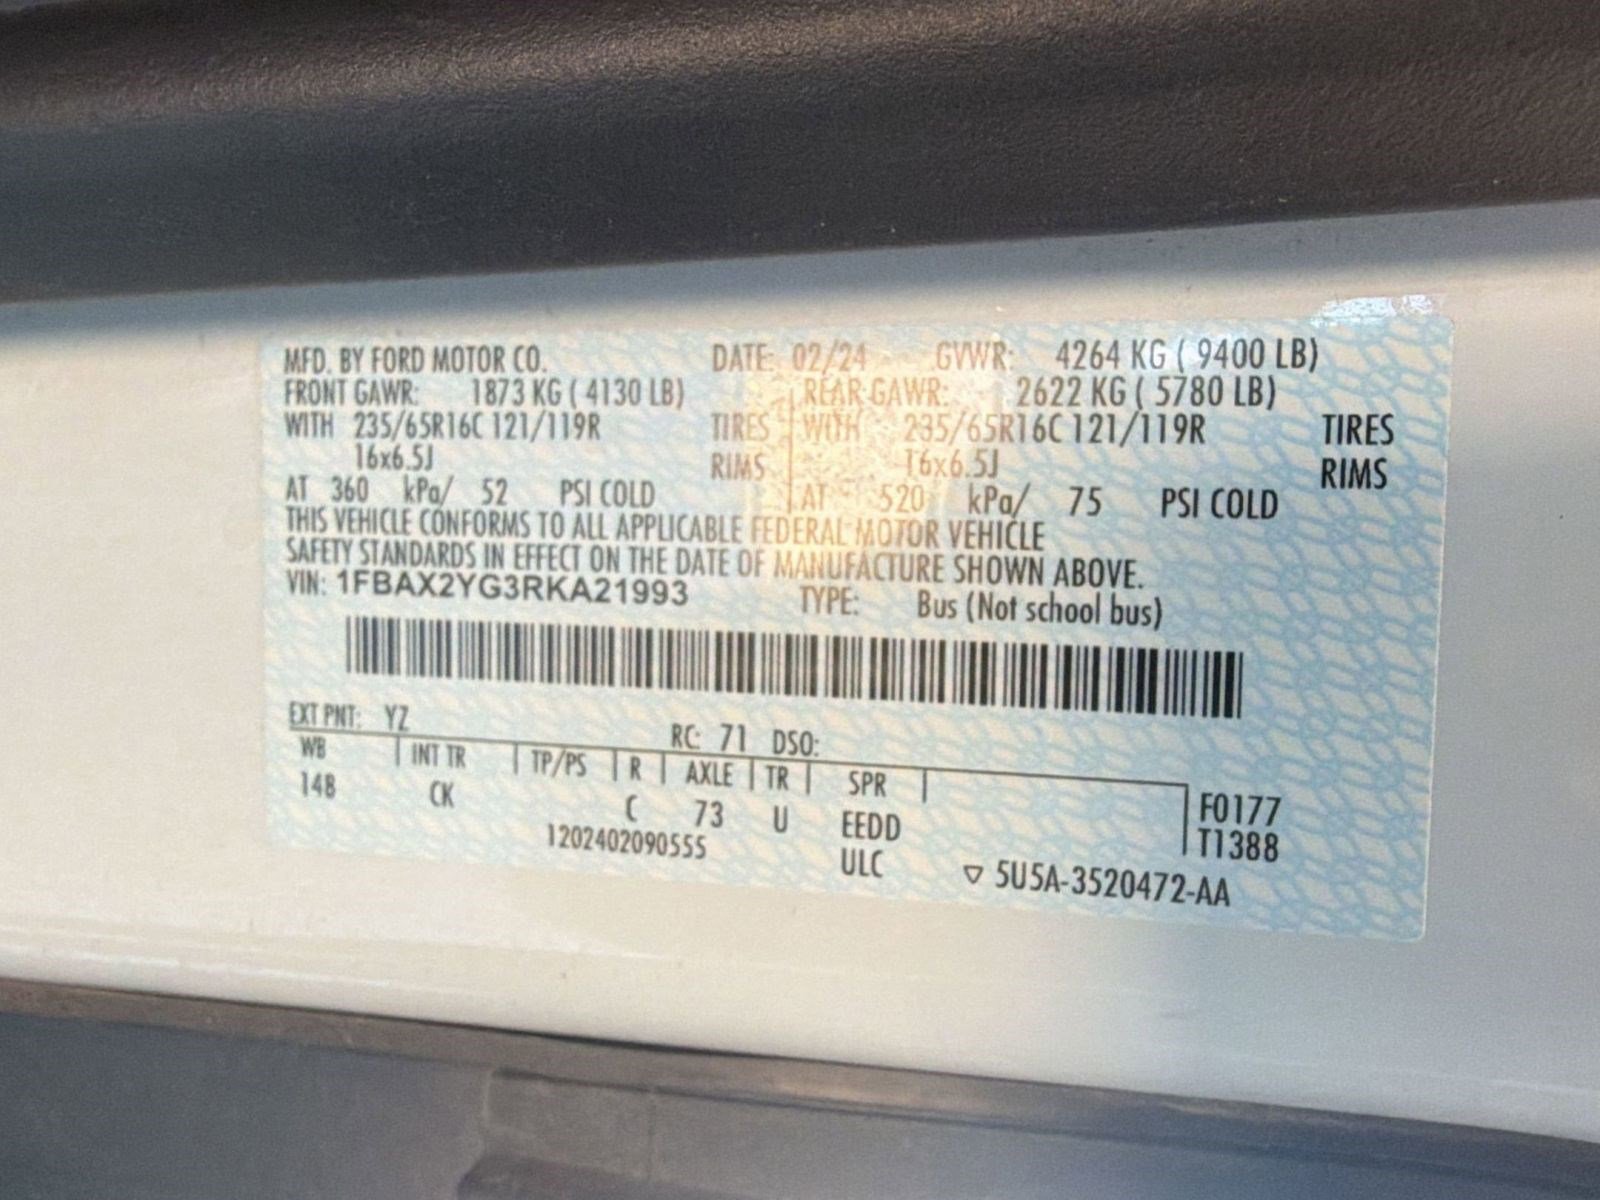 MFD. BY FORD MOTOR CO. DATE: 02/24 GVWR: 4264 KG ( 9400 LB)
FRONT GAWR: 1873 KG ( 4130 LB) REAR GAWR: 2622 KG ( 5780 LB)
WITH 235/65R16C 121/119R TIRES WITH 235/65R16C 121/119R TIRES
16x6.5J RIMS 16x6.5J RIMS
AT 360 kPa/ 52 PSI COLD AT 520 kPa/ 75 PSI COLD
THIS VEHICLE CONFORMS TO ALL APPLICABLE FEDERAL MOTOR VEHICLE
SAFETY STANDARDS IN EFFECT ON THE DATE OF MANUFACTURE SHOWN ABOVE.
VIN: 1FBAX2YG3RKA21993 TYPE: Bus (Not school bus)
EXT PNT: YZ RC: 71 DSO:
WB INT TR TP/PS R AXLE TR SPR
148 CK C 73 U EEDD F0177
1202402090555 ULC T1388
▽ 5U5A-3520472-AA